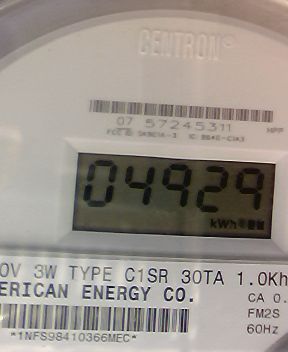 CENTRON®
07 57245311
04929
kWh
0V 3W TYPE C1SR 30TA 1.0Kh
ERICAN ENERGY CO.
CA 0.
FM2S
60Hz
*1NFS98410366MEC*